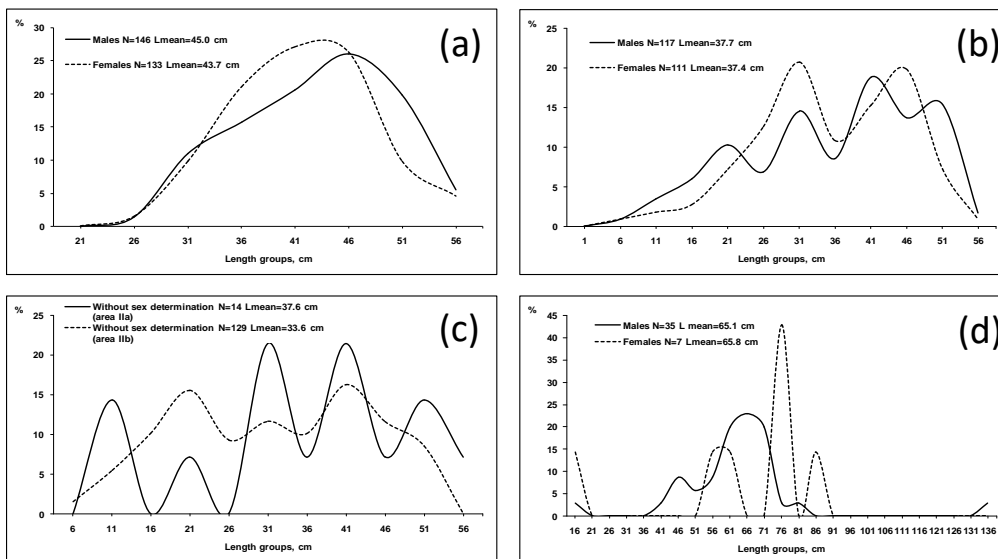 %
(a)
30
25
20
15
10
5
0
Males N=146 Lmean=45.0 cm
Females N=133 Lmean=43.7 cm
21 26 31 36 41 46 51 56
Length groups, cm
%
(b)
25
20
15
10
5
0
Males N=117 Lmean=37.7 cm
Females N=111 Lmean=37.4 cm
1 6 11 16 21 26 31 36 41 46 51 56
Length groups, cm
%
(c)
25
20
15
10
5
0
Without sex determination N=14 Lmean=37.6 cm
(area IIa)
Without sex determination N=129 Lmean=33.6 cm
(area IIb)
6 11 16 21 26 31 36 41 46 51 56
Length groups, cm
%
(d)
45
40
35
30
25
20
15
10
5
0
Males N=35 L mean=65.1 cm
Females N=7 Lmean=65.8 cm
16 21 26 31 36 41 46 51 56 61 66 71 76 81 86 91 96 101 106 111 116 121 126 131 136
Length groups, cm